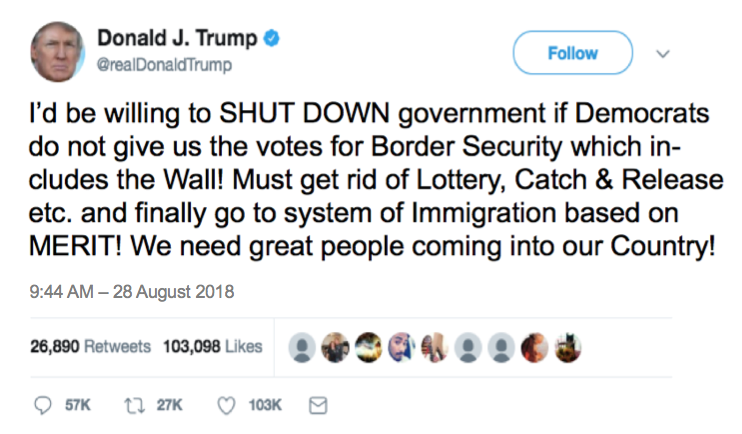 Donald J. Trump
@realDonaldTrump
Follow
I'd be willing to SHUT DOWN government if Democrats
do not give us the votes for Border Security which in-
cludes the Wall! Must get rid of Lottery, Catch & Release
etc. and finally go to system of Immigration based on
MERIT! We need great people coming into our Country!
9:44 AM – 28 August 2018
26,890 Retweets 103,098 Likes
57K 27K 103K